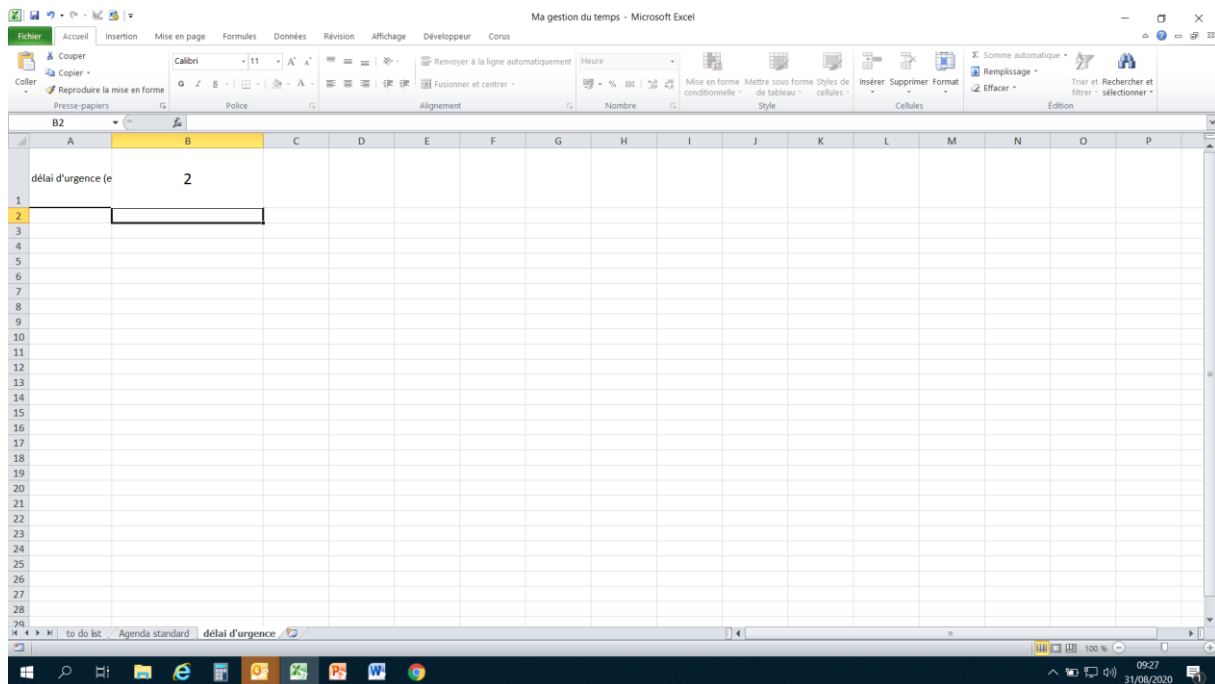 Ma gestion du temps - Microsoft Excel
Fichier Accueil Insertion Mise en page Formules Données Révision Affichage Développeur Corus
Coller
Couper
Copier
Reproduire la mise en forme
Presse-papiers
Calibri 11
G I S
Police
Renvoyer à la ligne automatiquement
Fusionner et centrer
Alignement
Heure
% 000
Nombre
Mise en forme conditionnelle
Mettre sous forme de tableau
Styles de cellules
Style
Insérer Supprimer Format
Cellules
Σ Somme automatique
Remplissage
Effacer
Trier et filtrer
Rechercher et sélectionner
Édition
B2 fx
A B C D E F G H I J K L M N O P
1 délai d'urgence (e 2
2
3
4
5
6
7
8
9
10
11
12
13
14
15
16
17
18
19
20
21
22
23
24
25
26
27
28
29
to do list Agenda standard délai d'urgence
100 %
09:27
31/08/2020